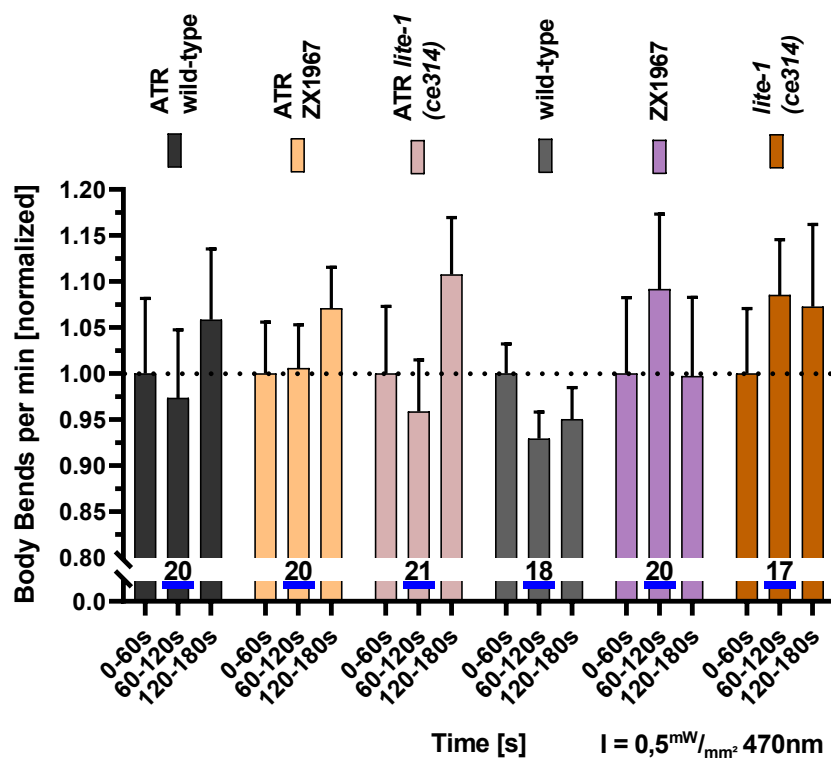 ATR
wild-type
ATR
ZX1967
ATR lite-1
(ce314)
wild-type
ZX1967
lite-1
(ce314)
Body Bends per min [normalized]
1.20
1.15
1.10
1.05
1.00
0.95
0.90
0.85
0.80
0.0
20
20
21
18
20
17
0-60s
60-120s
120-180s
0-60s
60-120s
120-180s
0-60s
60-120s
120-180s
0-60s
60-120s
120-180s
0-60s
60-120s
120-180s
0-60s
60-120s
120-180s
Time [s] I = 0,5mW/mm² 470nm